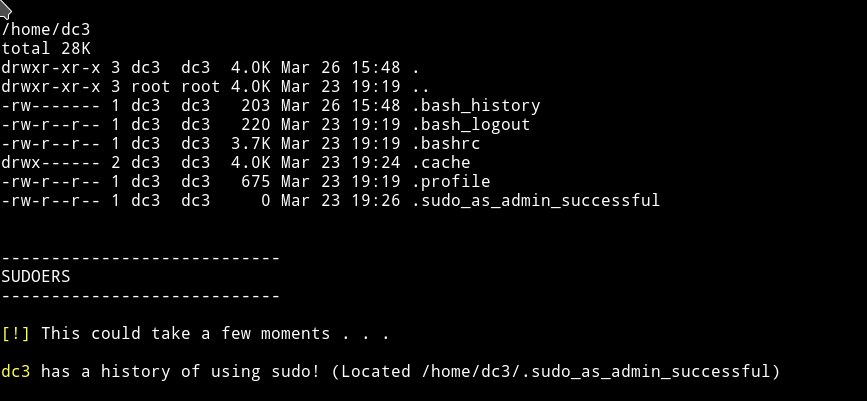 /home/dc3
total 28K
drwxr-xr-x 3 dc3  dc3  4.0K Mar 26 15:48 .
drwxr-xr-x 3 root root 4.0K Mar 23 19:19 ..
-rw------- 1 dc3  dc3   203 Mar 26 15:48 .bash_history
-rw-r--r-- 1 dc3  dc3   220 Mar 23 19:19 .bash_logout
-rw-r--r-- 1 dc3  dc3  3.7K Mar 23 19:19 .bashrc
drwx------ 2 dc3  dc3  4.0K Mar 23 19:24 .cache
-rw-r--r-- 1 dc3  dc3   675 Mar 23 19:19 .profile
-rw-r--r-- 1 dc3  dc3     0 Mar 23 19:26 .sudo_as_admin_successful
----------------------------
SUDOERS
----------------------------
[!] This could take a few moments . . .
dc3 has a history of using sudo! (Located /home/dc3/.sudo_as_admin_successful)